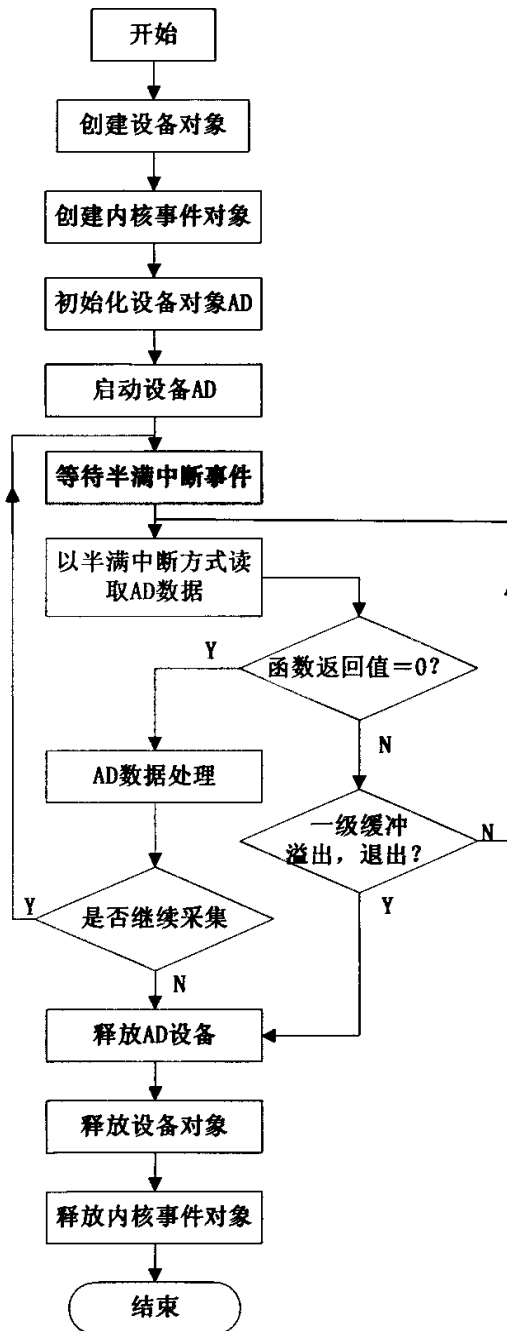 开始
创建设备对象
创建内核事件对象
初始化设备对象AD
启动设备AD
等待半满中断事件
以半满中断方式读
取AD数据
函数返回值=0?
Y
N
AD数据处理
一级缓冲
溢出，退出?
N
Y
是否继续采集
Y
N
释放AD设备
释放设备对象
释放内核事件对象
结束